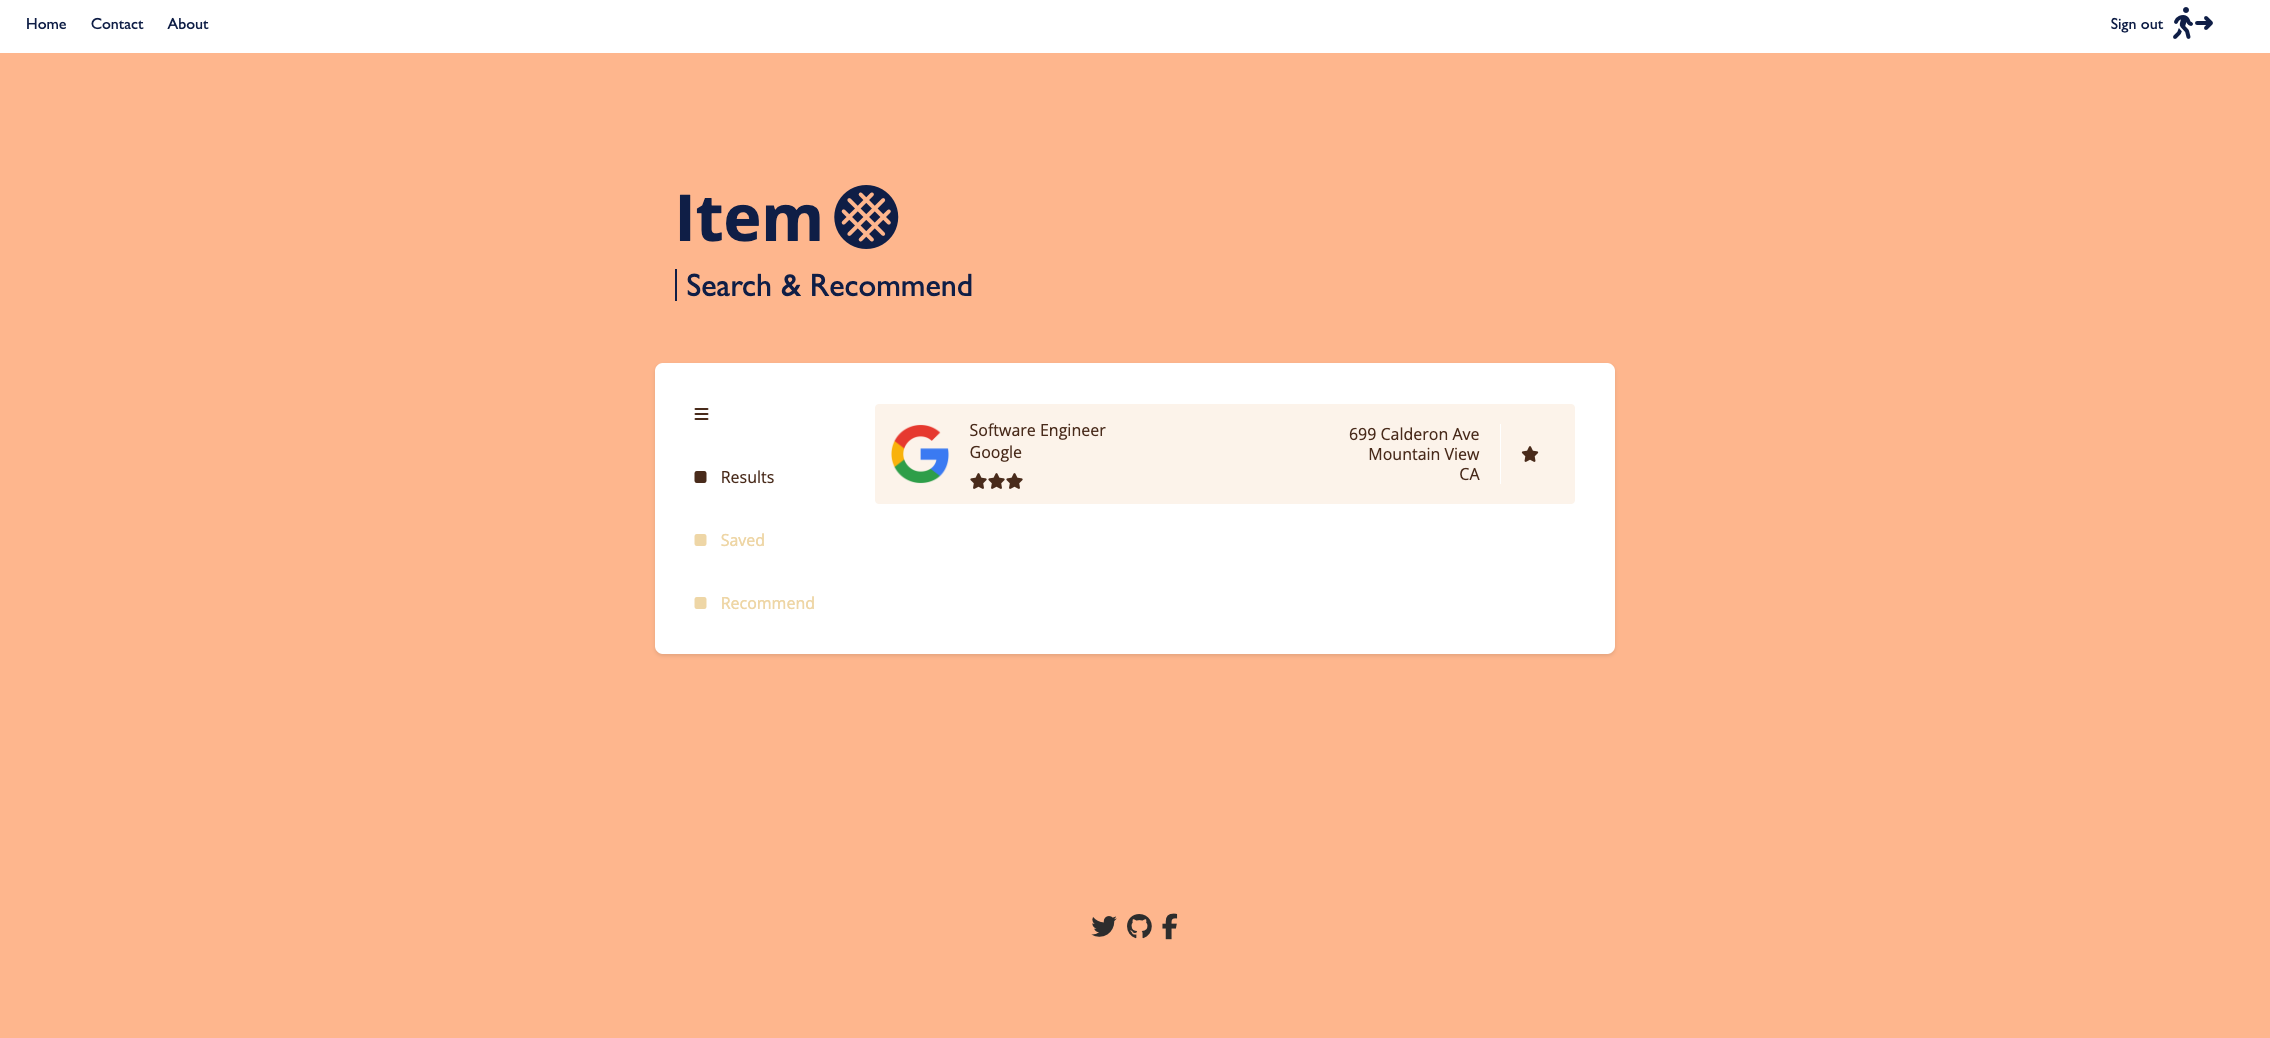 Home Contact About Sign out
Item
Search & Recommend
Results
Saved
Recommend
Software Engineer
Google
699 Calderon Ave
Mountain View
CA